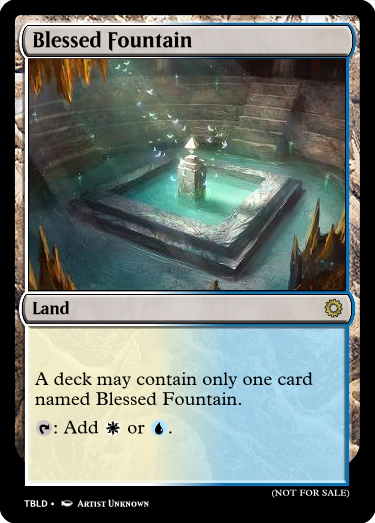 Blessed Fountain
Land
A deck may contain only one card
named Blessed Fountain.
: Add or .
(NOT FOR SALE)
TBLD • Artist Unknown